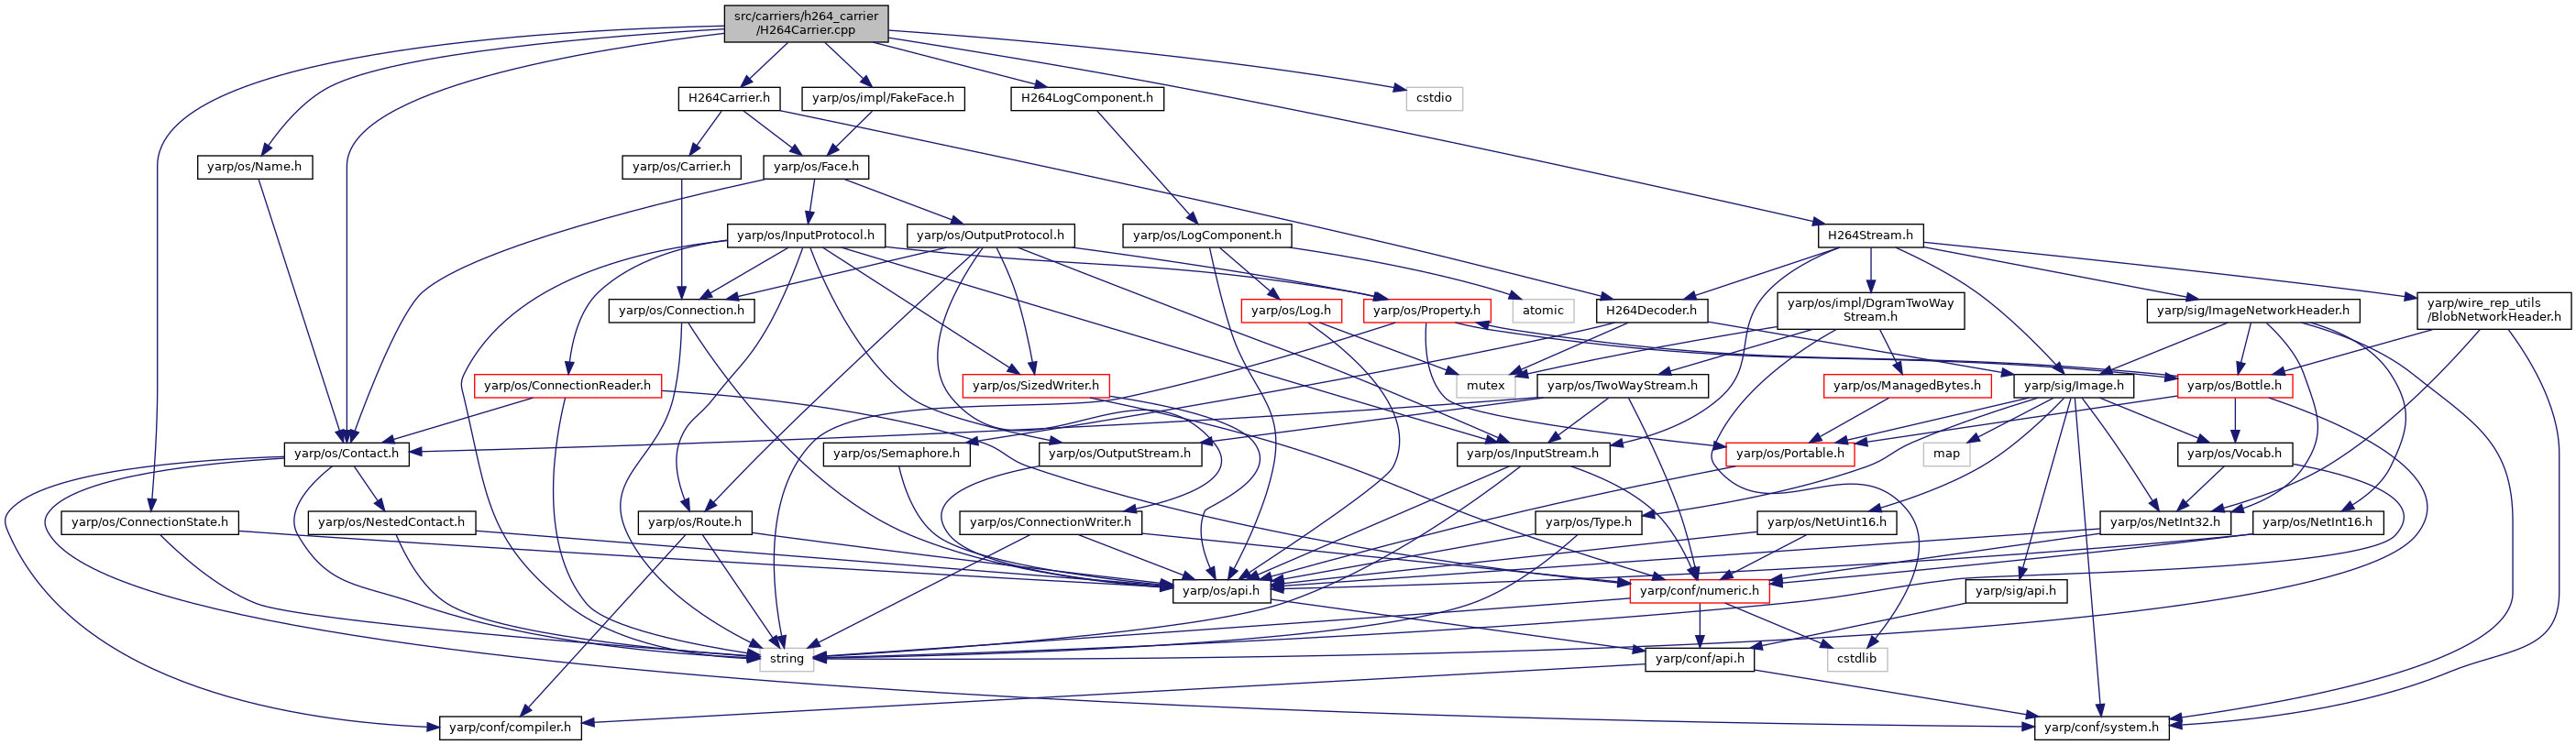 src/carriers/h264_carrier
/H264Carrier.cpp
H264Carrier.h
yarp/os/impl/FakeFace.h
H264LogComponent.h
cstdio
yarp/os/Name.h
yarp/os/Carrier.h
yarp/os/Face.h
yarp/os/InputProtocol.h
yarp/os/OutputProtocol.h
yarp/os/LogComponent.h
H264Stream.h
yarp/os/Connection.h
yarp/os/Log.h
yarp/os/Property.h
atomic
H264Decoder.h
yarp/os/impl/DgramTwoWay
Stream.h
yarp/sig/ImageNetworkHeader.h
yarp/wire_rep_utils
/BlobNetworkHeader.h
yarp/os/ConnectionReader.h
yarp/os/SizedWriter.h
mutex
yarp/os/TwoWayStream.h
yarp/os/ManagedBytes.h
yarp/sig/Image.h
yarp/os/Bottle.h
yarp/os/Contact.h
yarp/os/Semaphore.h
yarp/os/OutputStream.h
yarp/os/InputStream.h
yarp/os/Portable.h
map
yarp/os/Vocab.h
yarp/os/ConnectionState.h
yarp/os/NestedContact.h
yarp/os/Route.h
yarp/os/ConnectionWriter.h
yarp/os/Type.h
yarp/os/NetUint16.h
yarp/os/NetInt32.h
yarp/os/NetInt16.h
yarp/os/api.h
yarp/conf/numeric.h
yarp/sig/api.h
string
yarp/conf/api.h
cstdlib
yarp/conf/compiler.h
yarp/conf/system.h